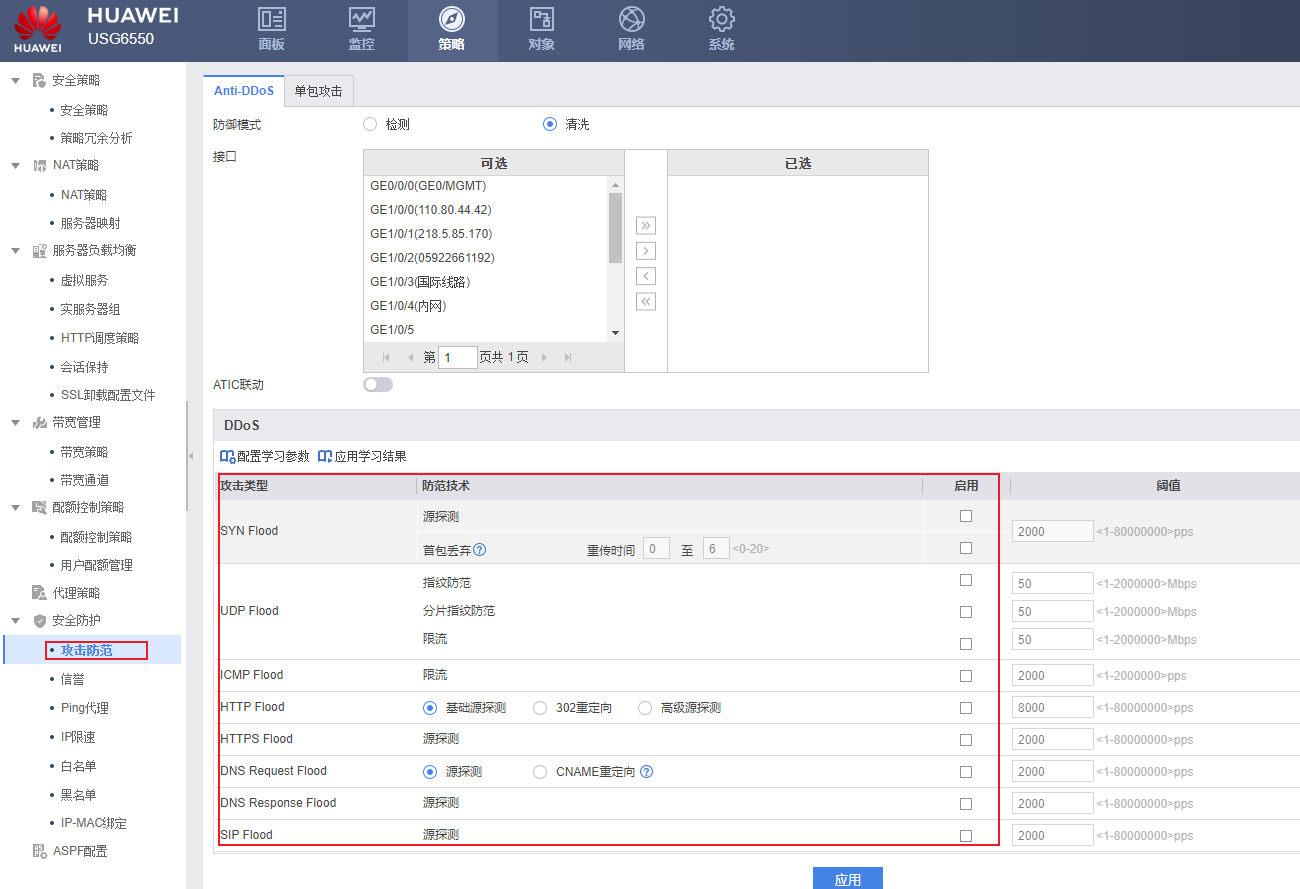 HUAWEI
HUAWEI
USG6550
面板
监控
策略
对象
网络
系统
安全策略
安全策略
策略冗余分析
NAT策略
NAT策略
服务器映射
服务器负载均衡
虚拟服务
实服务器组
HTTP调度策略
会话保持
SSL卸载配置文件
带宽管理
带宽策略
带宽通道
配额控制策略
配额控制策略
用户配额管理
代理策略
安全防护
攻击防范
信誉
Ping代理
IP限速
白名单
黑名单
IP-MAC绑定
ASPF配置
Anti-DDoS 单包攻击
防御模式 检测 清洗
接口
可选 已选
GE0/0/0(GE0/MGMT)
GE1/0/0(110.80.44.42)
GE1/0/1(218.5.85.170)
GE1/0/2(05922661192)
GE1/0/3(国际线路)
GE1/0/4(内网)
GE1/0/5
第 1 页共 1 页
ATIC联动
DDoS
配置学习参数 应用学习结果
攻击类型 防范技术 启用 阈值
SYN Flood 源探测 2000 <1-80000000>pps
首包丢弃 ? 重传时间 0 至 6 <0-20>
UDP Flood 指纹防范 50 <1-2000000>Mbps
分片指纹防范 50 <1-2000000>Mbps
限流 50 <1-2000000>Mbps
ICMP Flood 限流 2000 <1-2000000>pps
HTTP Flood 基础源探测 302重定向 高级源探测 8000 <1-80000000>pps
HTTPS Flood 源探测 2000 <1-80000000>pps
DNS Request Flood 源探测 CNAME重定向 ? 2000 <1-80000000>pps
DNS Response Flood 源探测 2000 <1-80000000>pps
SIP Flood 源探测 2000 <1-80000000>pps
应用